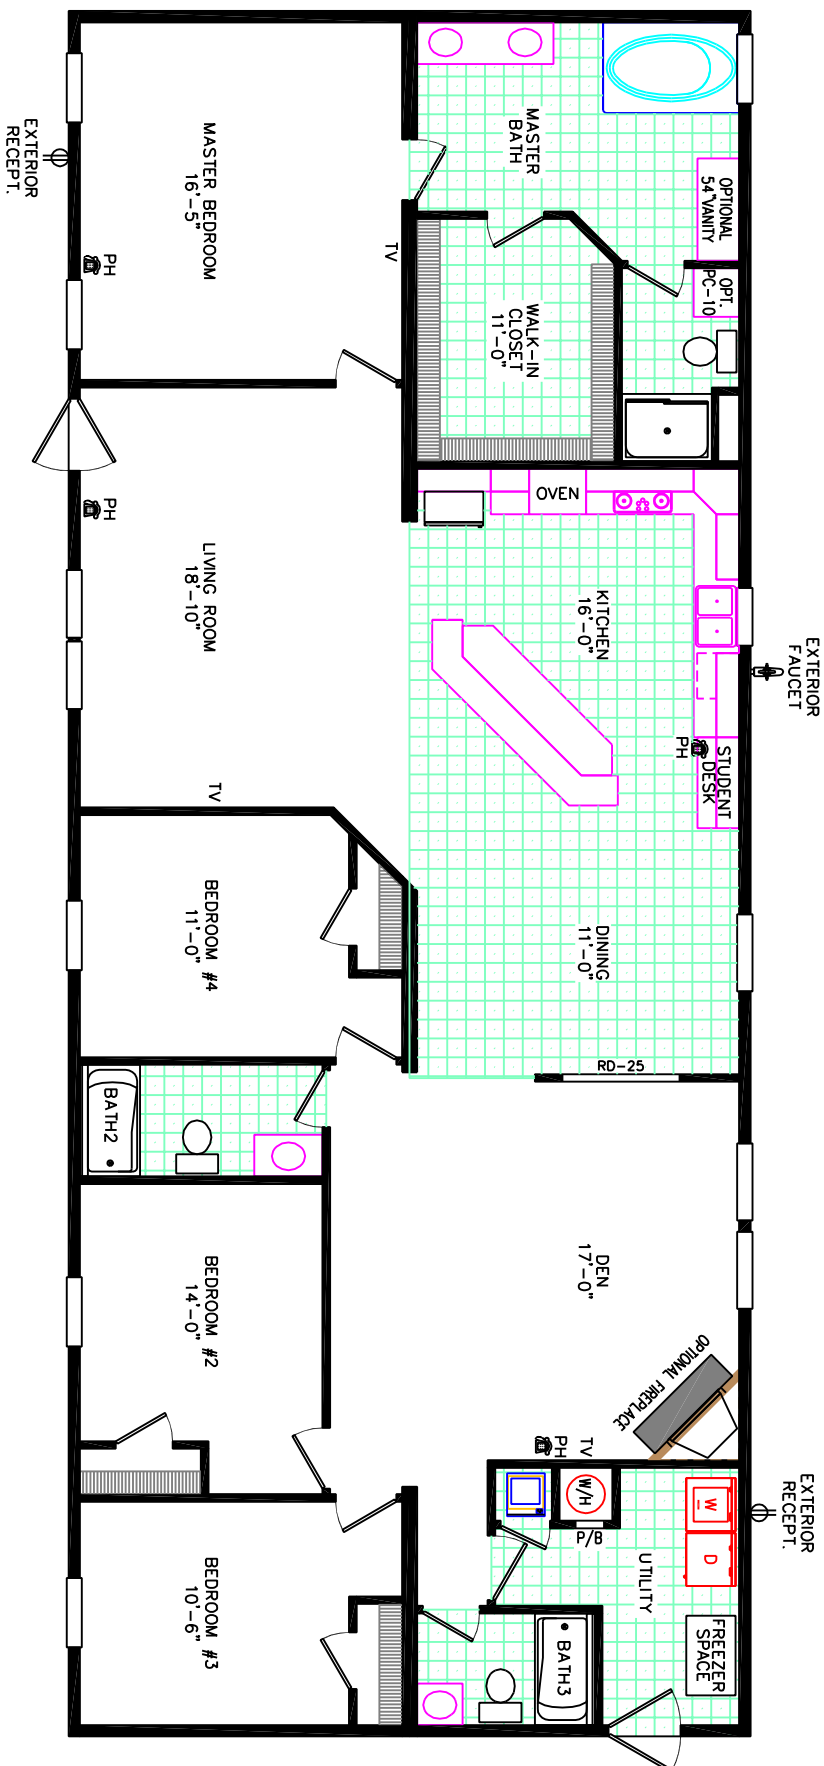 EXTERIOR
RECEPT.
MASTER BEDROOM
16'-5"
PH
TV
MASTER
BATH
OPTIONAL
54"VANITY
OPT.
PC-10
WALK-IN
CLOSET
11'-0"
PH
LIVING ROOM
18'-10"
TV
OVEN
KITCHEN
16'-0"
EXTERIOR
FAUCET
PH
STUDENT
DESK
DINING
11'-0"
RD-25
BEDROOM #4
11'-0"
BATH2
BEDROOM #2
14'-0"
DEN
17'-0"
OPTIONAL FIREPLACE
TV
PH
EXTERIOR
RECEPT.
W/H
P/B
W
D
UTILITY
FREEZER
SPACE
BATH3
BEDROOM #3
10'-6"